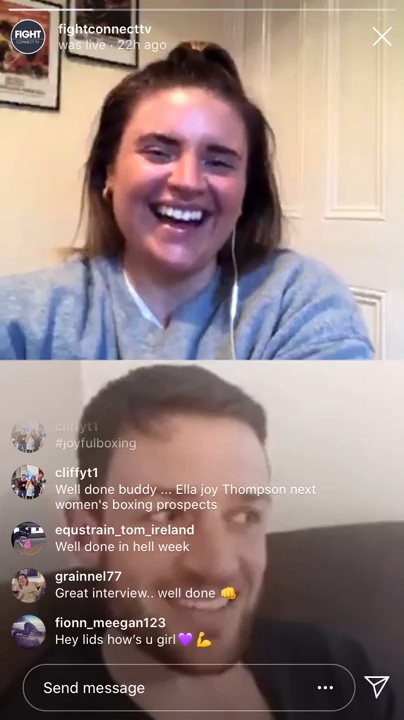 FIGHT
CONNECT TV
fightconnecttv
was live · 22h ago
cliffyt1
#joyfulboxing
cliffyt1
Well done buddy ... Ella joy Thompson next
women's boxing prospects
equstrain_tom_ireland
Well done in hell week
grainnel77
Great interview.. well done 👊
fionn_meegan123
Hey lids how's u girl💜💪
Send message